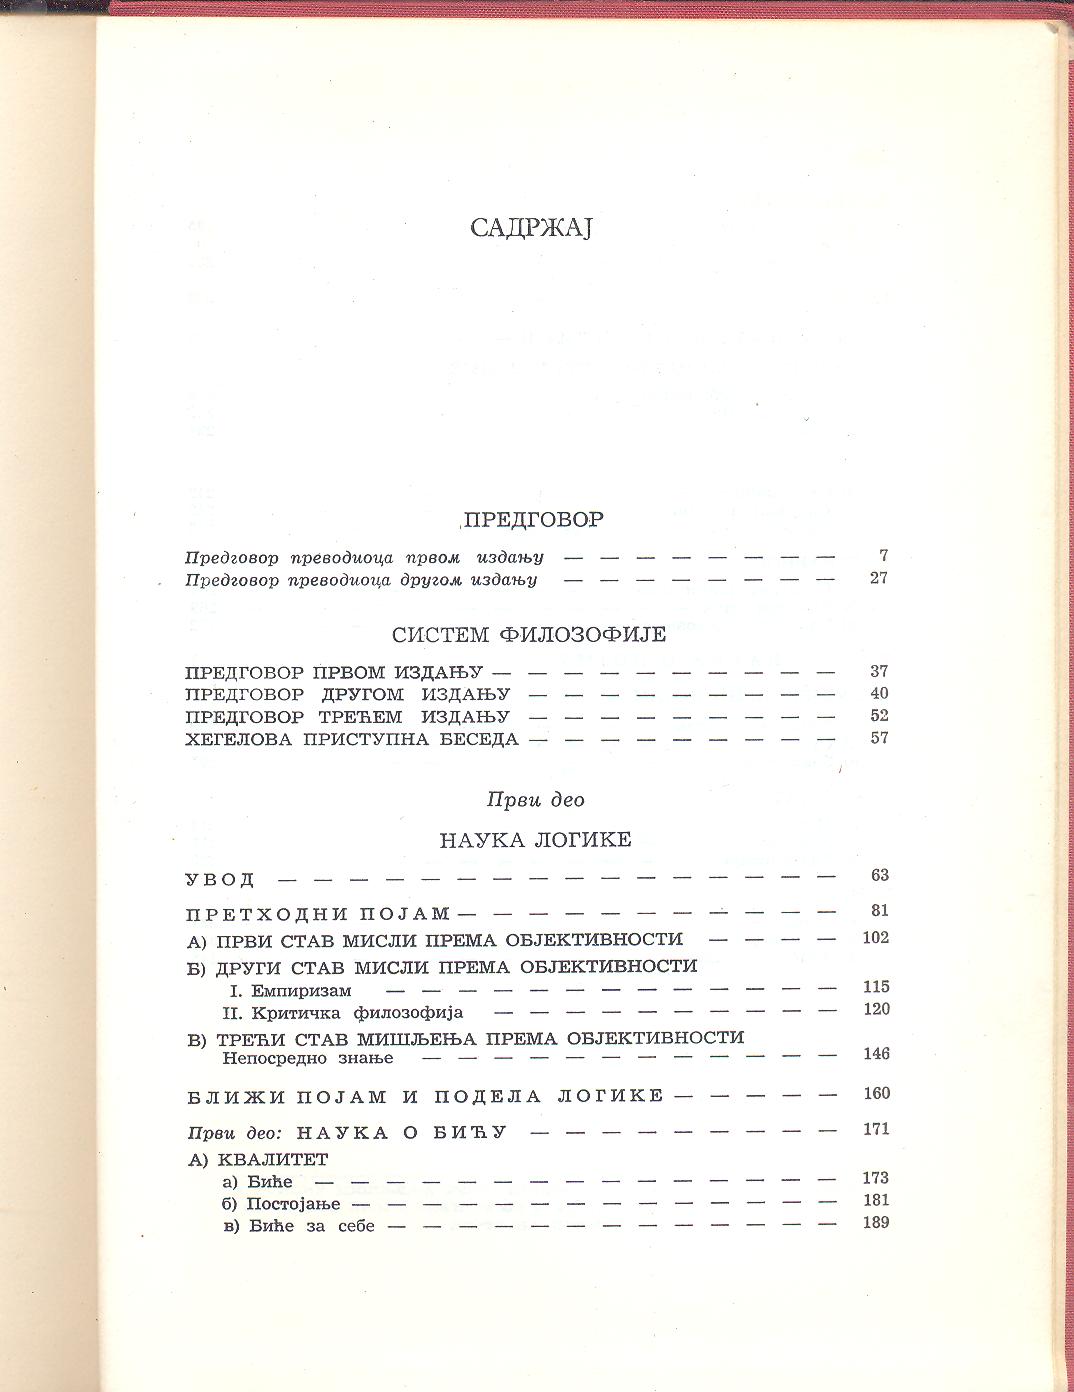 САДРЖАЈ
ПРЕДГОВОР
Предговор преводиоца првом издању — — — — — — — — 7
Предговор преводиоца другом издању — — — — — — — — 27
СИСТЕМ ФИЛОЗОФИЈЕ
ПРЕДГОВОР ПРВОМ ИЗДАЊУ — — — — — — — — — — 37
ПРЕДГОВОР ДРУГОМ ИЗДАЊУ — — — — — — — — — 40
ПРЕДГОВОР ТРЕЋЕМ ИЗДАЊУ — — — — — — — — — 52
ХЕГЕЛОВА ПРИСТУПНА БЕСЕДА — — — — — — — — — 57
Први део
НАУКА ЛОГИКЕ
УВОД — — — — — — — — — — — — — — — — 63
ПРЕТХОДНИ ПОЈАМ — — — — — — — — — — — 81
А) ПРВИ СТАВ МИСЛИ ПРЕМА ОБЈЕКТИВНОСТИ — — — — 102
Б) ДРУГИ СТАВ МИСЛИ ПРЕМА ОБЈЕКТИВНОСТИ
I. Емпиризам — — — — — — — — — — — — — 115
II. Критичка филозофија — — — — — — — — — — 120
В) ТРЕЋИ СТАВ МИШЉЕЊА ПРЕМА ОБЈЕКТИВНОСТИ
Непосредно знање — — — — — — — — — — — — 146
БЛИЖИ ПОЈАМ И ПОДЕЛА ЛОГИКЕ — — — — — 160
Први део: НАУКА О БИЋУ — — — — — — — — — 171
А) КВАЛИТЕТ
а) Биће — — — — — — — — — — — — — — — 173
б) Постојање — — — — — — — — — — — — — — 181
в) Биће за себе — — — — — — — — — — — — — 189